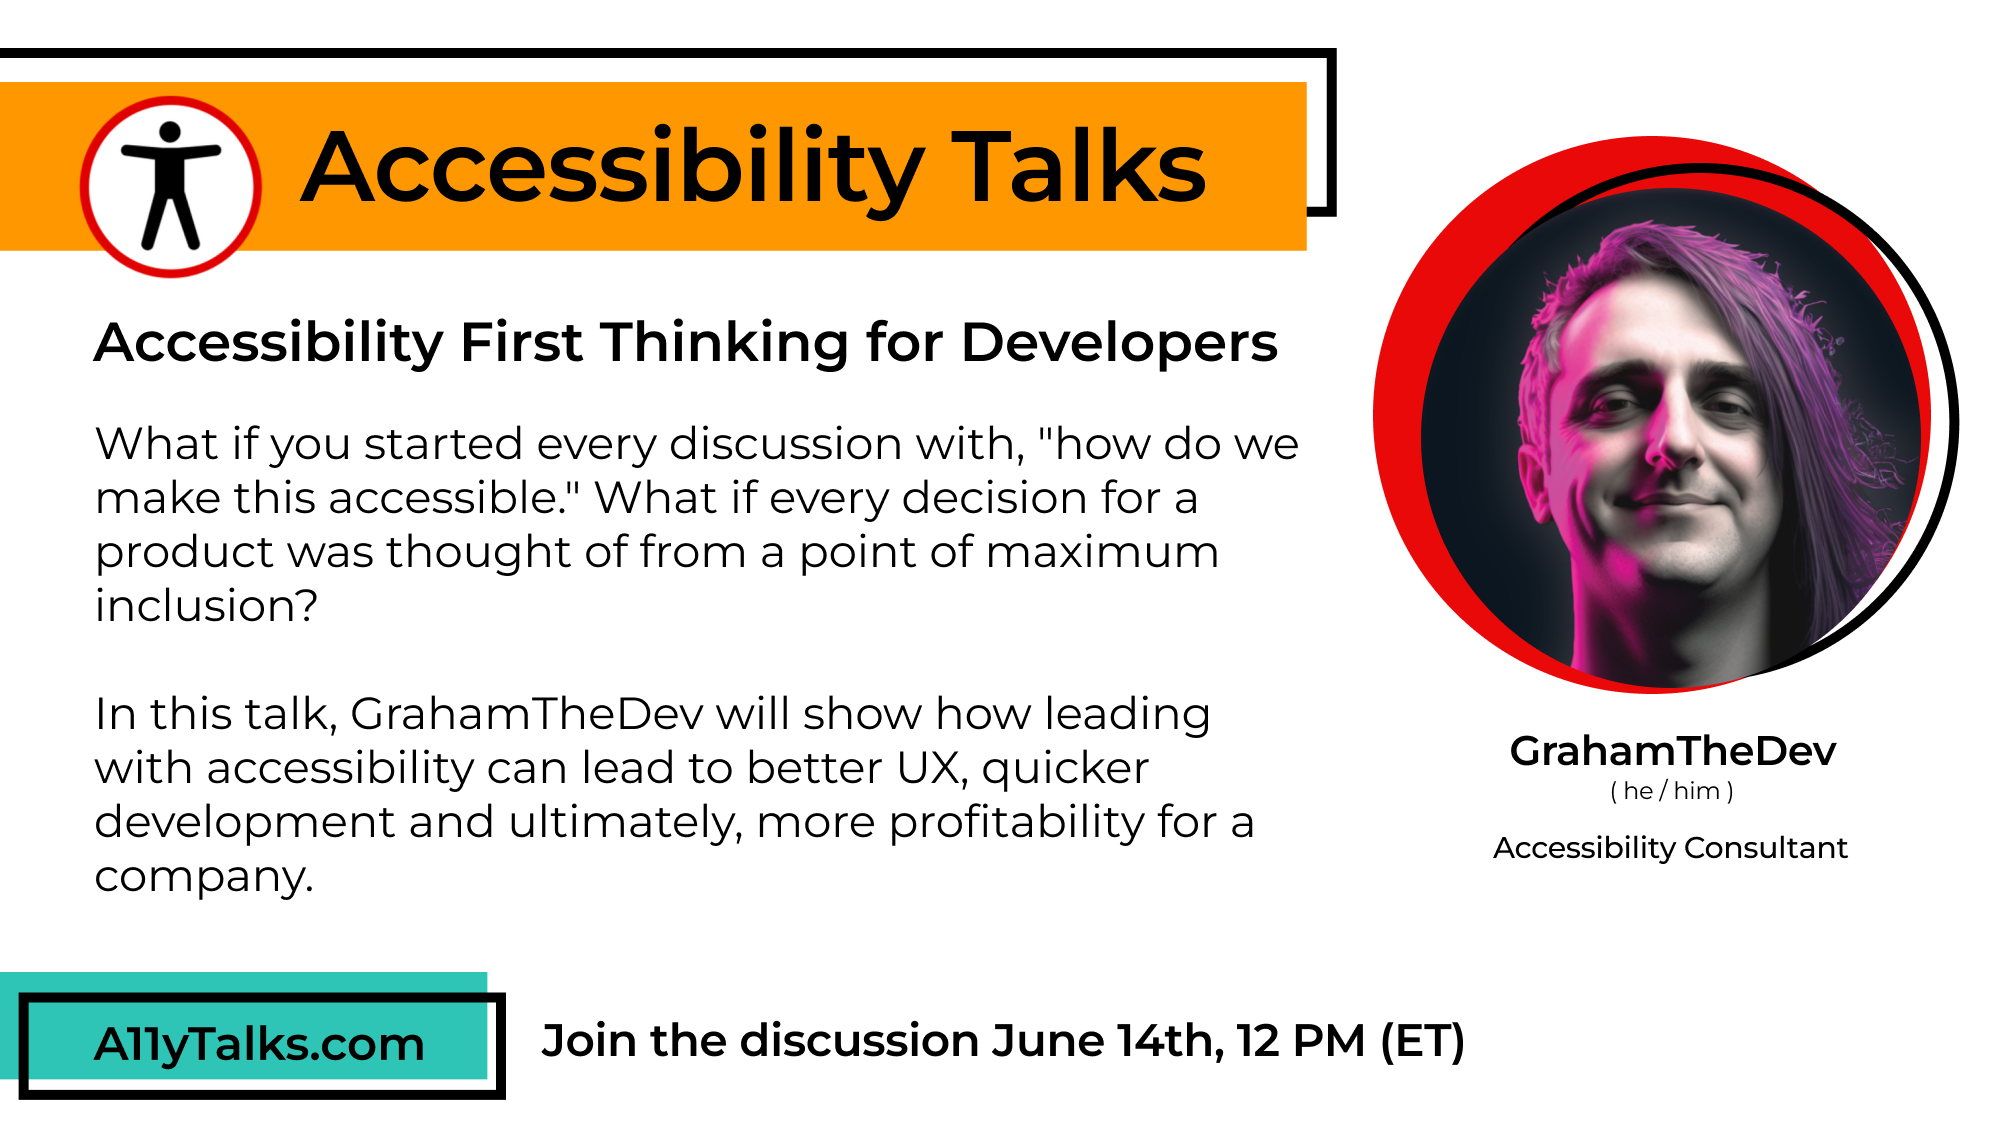 Accessibility Talks
Accessibility First Thinking for Developers
What if you started every discussion with, "how do we
make this accessible." What if every decision for a
product was thought of from a point of maximum
inclusion?
In this talk, GrahamTheDev will show how leading
with accessibility can lead to better UX, quicker
development and ultimately, more profitability for a
company.
GrahamTheDev
( he / him )
Accessibility Consultant
A11yTalks.com
Join the discussion June 14th, 12 PM (ET)